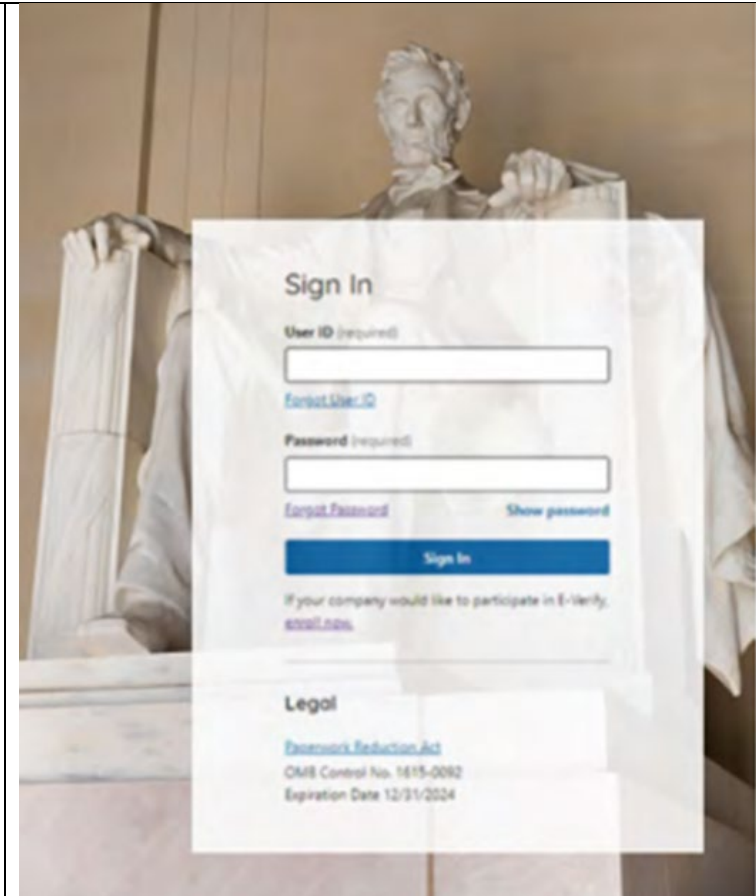 Sign In
User ID (required)
Forgot User ID
Password (required)
Forgot Password Show password
Sign In
If your company would like to participate in E-Verify,
enroll now.
Legal
Paperwork Reduction Act
OMB Control No. 1615-0092
Expiration Date 12/31/2024